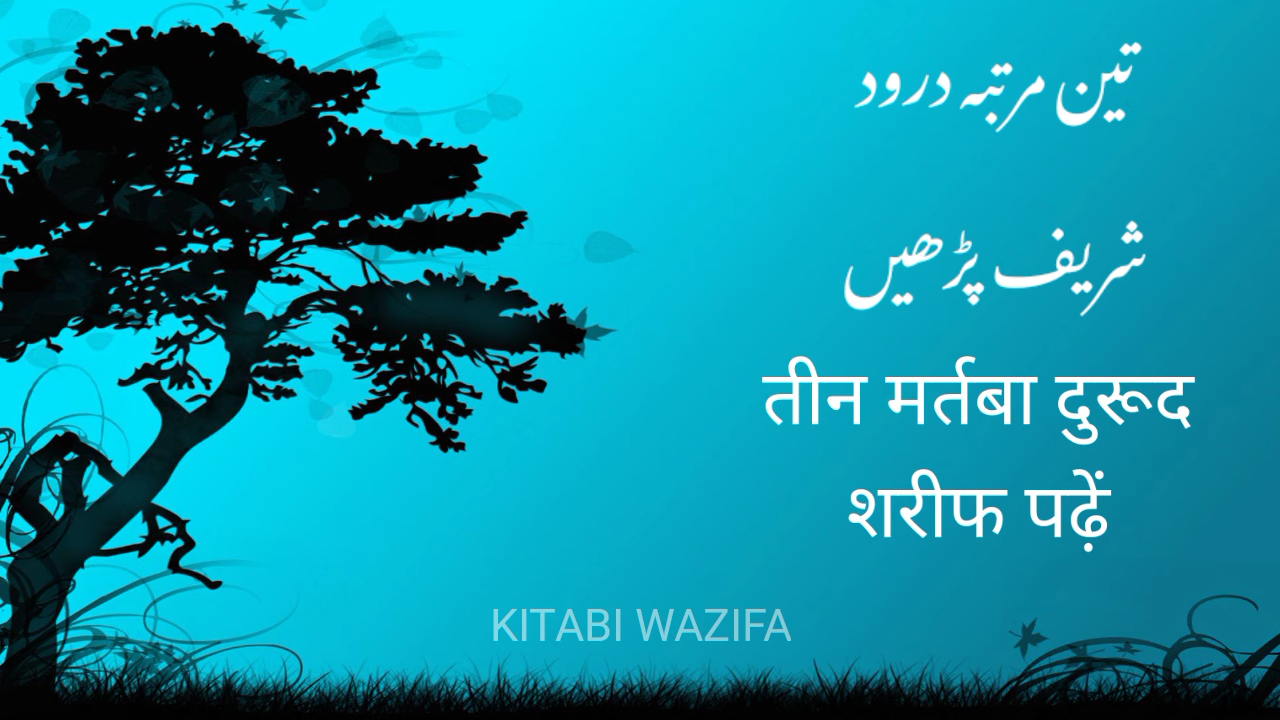 تین مرتبہ درود
شریف پڑھیں
तीन मर्तबा दुरूद
शरीफ पढ़ें
KITABI WAZIFA